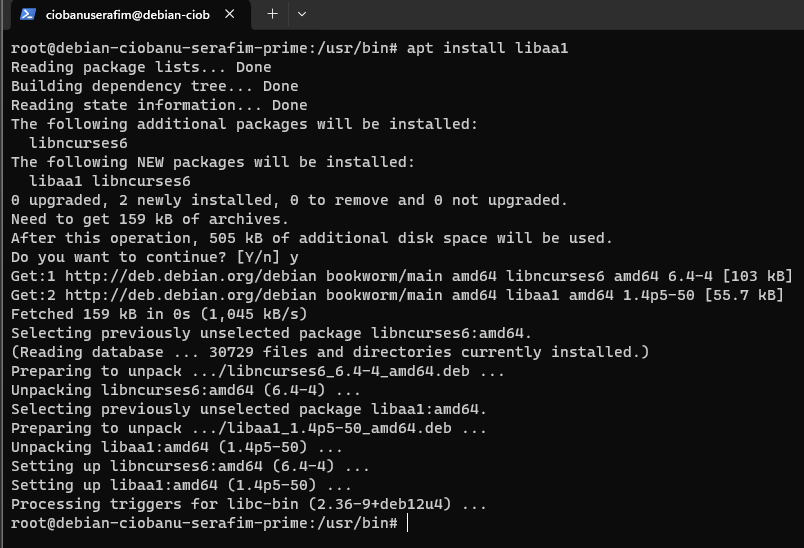 ciobanuserafim@debian-ciob
root@debian-ciobanu-serafim-prime:/usr/bin# apt install libaa1
Reading package lists... Done
Building dependency tree... Done
Reading state information... Done
The following additional packages will be installed:
  libncurses6
The following NEW packages will be installed:
  libaa1 libncurses6
0 upgraded, 2 newly installed, 0 to remove and 0 not upgraded.
Need to get 159 kB of archives.
After this operation, 505 kB of additional disk space will be used.
Do you want to continue? [Y/n] y
Get:1 http://deb.debian.org/debian bookworm/main amd64 libncurses6 amd64 6.4-4 [103 kB]
Get:2 http://deb.debian.org/debian bookworm/main amd64 libaa1 amd64 1.4p5-50 [55.7 kB]
Fetched 159 kB in 0s (1,045 kB/s)
Selecting previously unselected package libncurses6:amd64.
(Reading database ... 30729 files and directories currently installed.)
Preparing to unpack .../libncurses6_6.4-4_amd64.deb ...
Unpacking libncurses6:amd64 (6.4-4) ...
Selecting previously unselected package libaa1:amd64.
Preparing to unpack .../libaa1_1.4p5-50_amd64.deb ...
Unpacking libaa1:amd64 (1.4p5-50) ...
Setting up libncurses6:amd64 (6.4-4) ...
Setting up libaa1:amd64 (1.4p5-50) ...
Processing triggers for libc-bin (2.36-9+deb12u4) ...
root@debian-ciobanu-serafim-prime:/usr/bin#